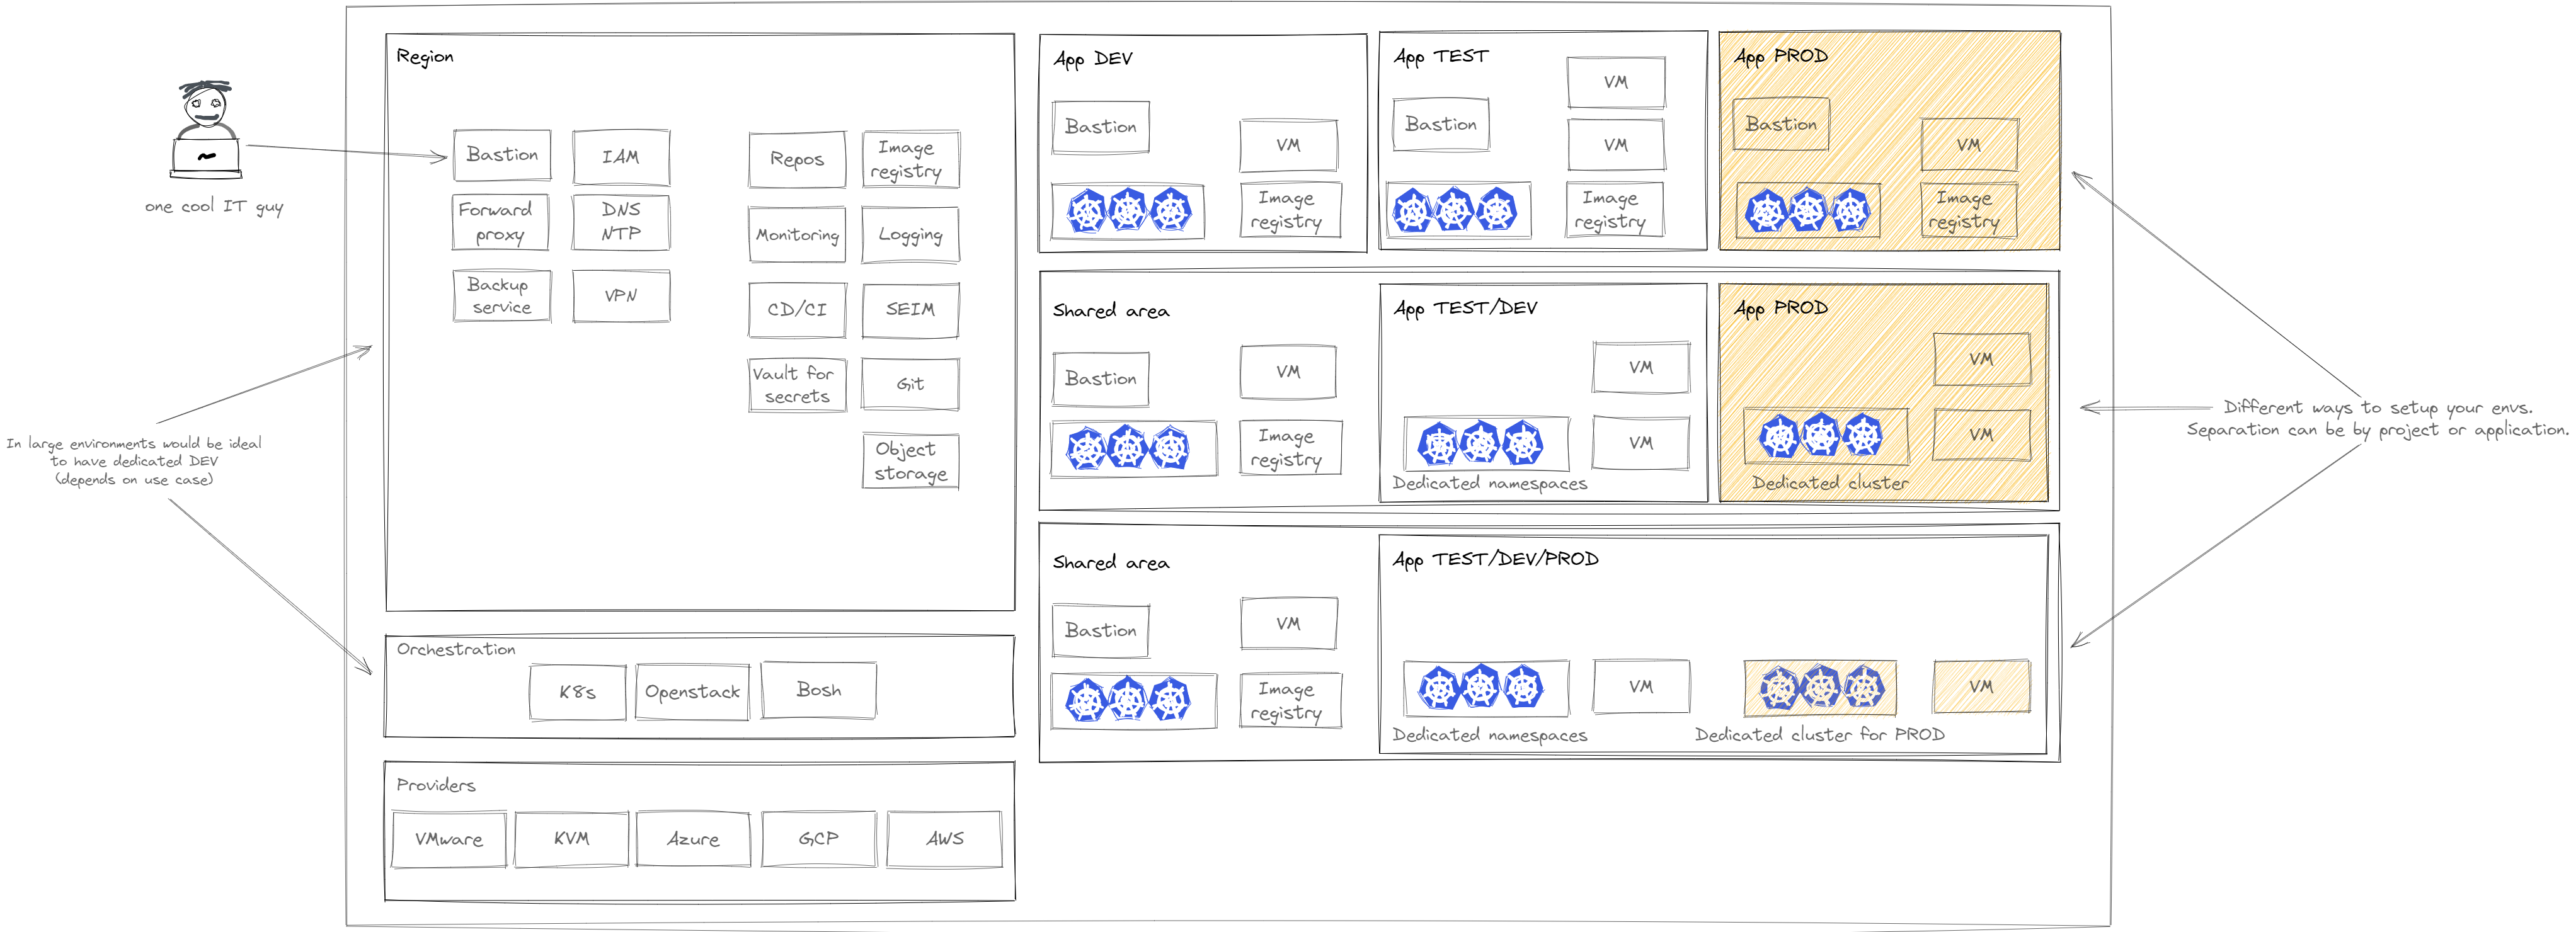 one cool IT guy
In large environments would be ideal
to have dedicated DEV
(depends on use case)
Region
Bastion
IAM
Forward
proxy
DNS
NTP
Backup
service
VPN
Repos
Image
registry
Monitoring
Logging
CD/CI
SEIM
Vault for
secrets
Git
Object
storage
Orchestration
K8s
Openstack
Bosh
Providers
VMware
KVM
Azure
GCP
AWS
App DEV
Bastion
VM
Image
registry
App TEST
VM
Bastion
VM
Image
registry
App PROD
Bastion
VM
Image
registry
Shared area
Bastion
VM
Image
registry
App TEST/DEV
VM
VM
Dedicated namespaces
App PROD
VM
VM
Dedicated cluster
Shared area
Bastion
VM
Image
registry
App TEST/DEV/PROD
VM
VM
Dedicated namespaces
Dedicated cluster for PROD
Different ways to setup your envs.
Separation can be by project or application.